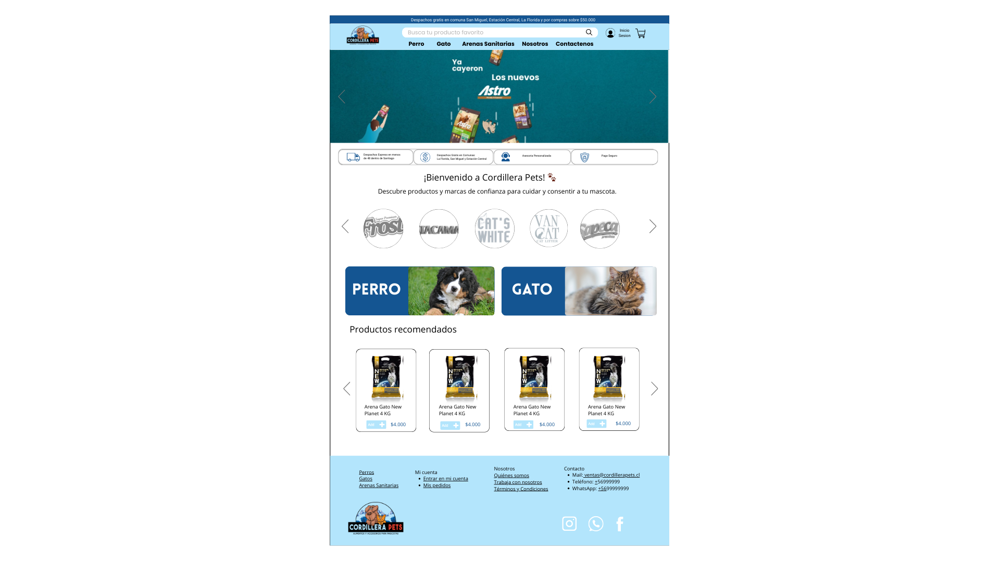 Despachos gratis en comuna San Miguel, Estación Central, La Florida y por compras sobre $50.000
CORDILLERA PETS
Busca tu producto favorito
Inicio
Sesion
Perro Gato Arenas Sanitarias Nosotros Contactenos
Ya
cayeron
Los nuevos
Astro
Astro
Astro
Despachos Express en menos
de 48 dentro de Santiago
Despachos Gratis en Comunas:
La Florida, San Miguel y Estación Central
Asesoria Personalizada
Pago Seguro
¡Bienvenido a Cordillera Pets!
Descubre productos y marcas de confianza para cuidar y consentir a tu mascota.
Super Premium
Frost
TACAMA
CAT'S
WHITE
VAN
CAT
CAT LITTER
Sapeca
premium
PERRO
GATO
Productos recomendados
NEW
NEW
NEW
NEW
Arena Gato New
Planet 4 KG
Add $4.000
Arena Gato New
Planet 4 KG
Add $4.000
Arena Gato New
Planet 4 KG
Add $4.000
Arena Gato New
Planet 4 KG
Add $4.000
Perros
Gatos
Arenas Sanitarias
Mi cuenta
Entrar en mi cuenta
Mis pedidos
Nosotros
Quiénes somos
Trabaja con nosotros
Términos y Condiciones
Contacto
Mail: ventas@cordillerapets.cl
Teléfono: +56999999
WhatsApp: +5699999999
CORDILLERA PETS
ALIMENTOS Y ACCESORIOS PARA MASCOTAS